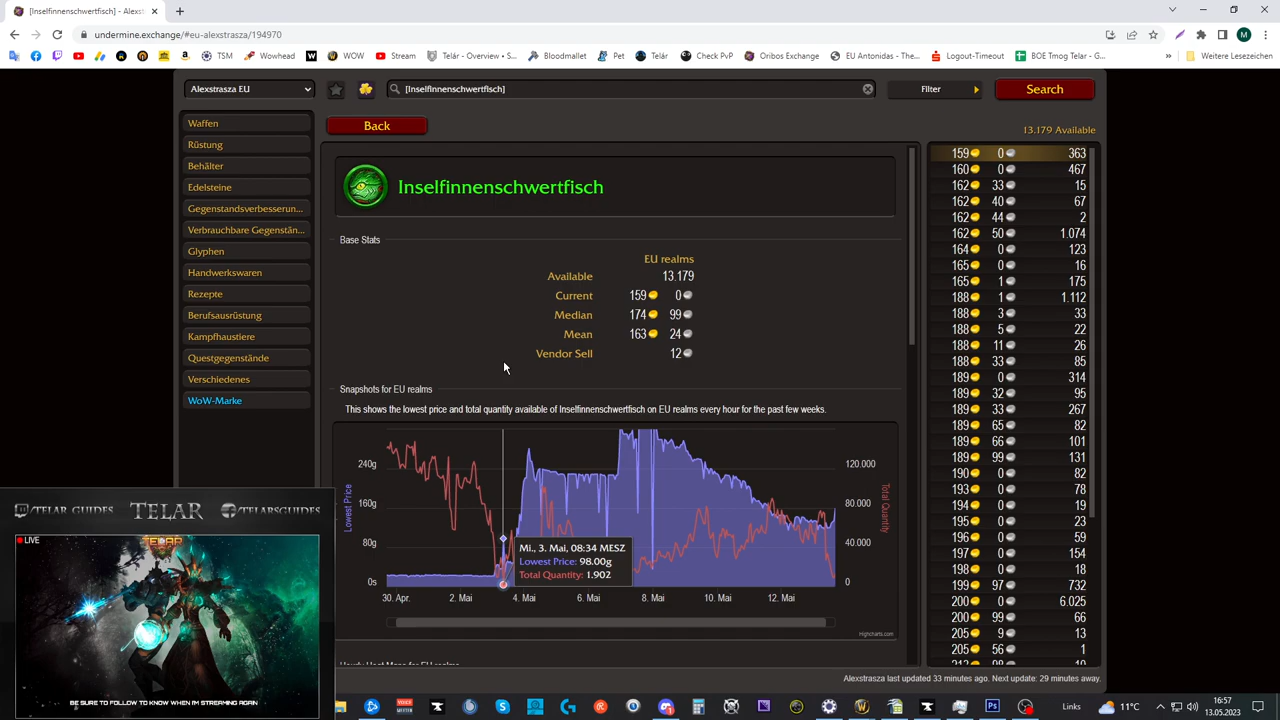 [Inselfinnenschwertfisch] - Alexst
undermine.exchange/#eu-alexstrasza/194970
TSM
Wowhead
WOW
Stream
Telár - Overview • S...
Bloodmallet
Pet
Telár
Check PvP
Oribos Exchange
EU Antonidas - The...
Logout-Timeout
BOE Tmog Telar - G...
»
Weitere Lesezeichen
Alexstrasza EU
[Inselfinnenschwertfisch]
Filter
Search
Back
13.179 Available
Waffen
Rüstung
Behälter
Edelsteine
Gegenstandsverbesserun...
Verbrauchbare Gegenstän...
Glyphen
Handwerkswaren
Rezepte
Berufsausrüstung
Kampfhaustiere
Questgegenstände
Verschiedenes
WoW-Marke
Inselfinnenschwertfisch
Base Stats
EU realms
Available 13.179
Current 159 0
Median 174 99
Mean 163 24
Vendor Sell 12
Snapshots for EU realms
This shows the lowest price and total quantity available of Inselfinnenschwertfisch on EU realms every hour for the past few weeks.
240g
160g
80g
0s
Lowest Price
120.000
80.000
40.000
0
Total Quantity
Mi., 3. Mai, 08:34 MESZ
Lowest Price: 98.00g
Total Quantity: 1.902
30. Apr. 2. Mai 4. Mai 6. Mai 8. Mai 10. Mai 12. Mai
Highcharts.com
159 0 363
160 0 467
162 33 15
162 40 67
162 44 2
162 50 1.074
164 0 123
165 0 16
165 1 175
188 1 1.112
188 3 33
188 5 22
188 11 26
188 33 85
189 0 314
189 32 95
189 33 267
189 65 82
189 66 101
189 99 131
190 0 82
193 0 78
194 0 19
195 0 23
196 0 59
197 0 154
198 0 18
199 97 732
200 0 6.025
200 99 66
205 9 13
205 56 1
Alexstrasza last updated 33 minutes ago. Next update: 29 minutes away.
/TELAR GUIDES
TELAR
/TELARSGUIDES
LIVE
TELAR
BE SURE TO FOLLOW TO KNOW WHEN I'M STREAMING AGAIN
Links
11°C
16:57
13.05.2023